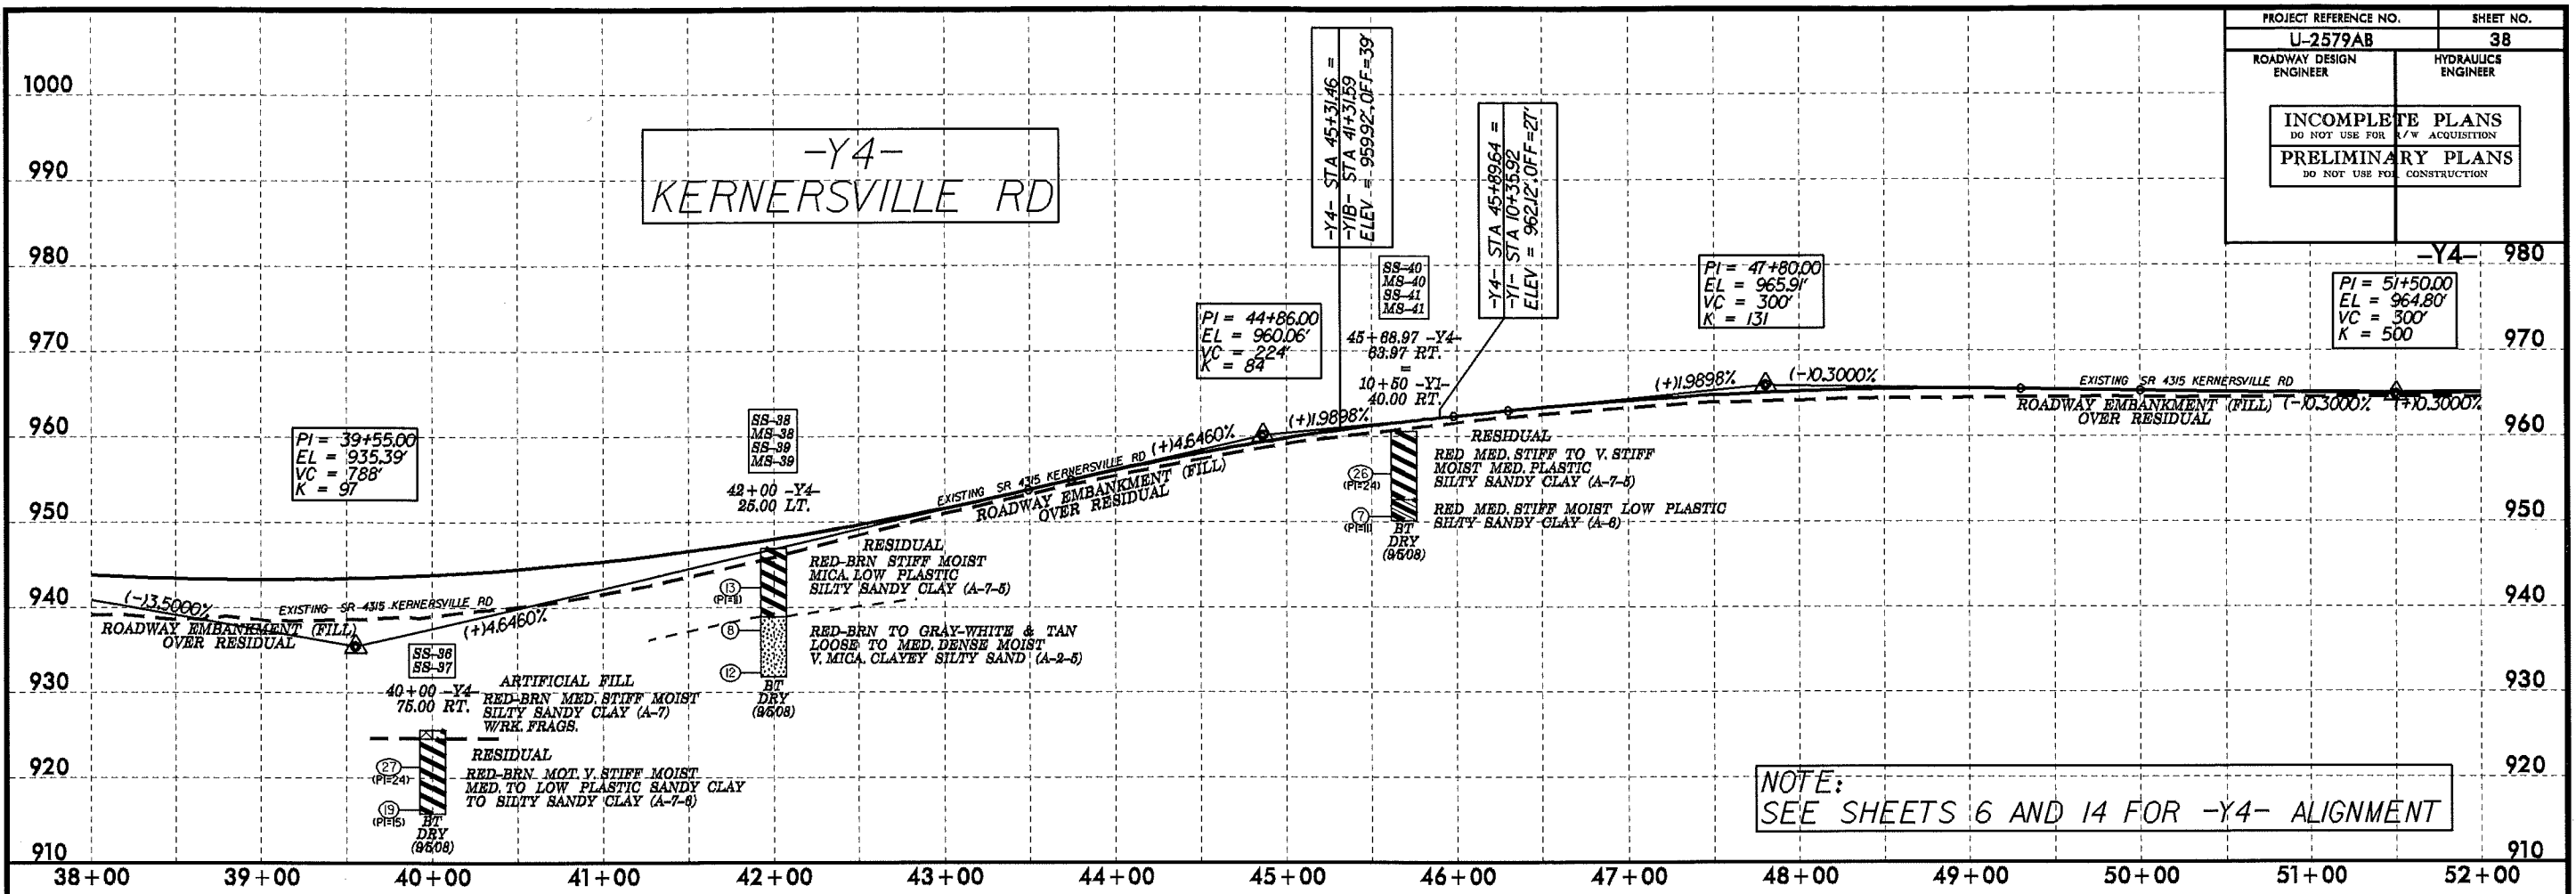 PROJECT REFERENCE NO.
SHEET NO.
U-2579AB
38
ROADWAY DESIGN
ENGINEER
HYDRAULICS
ENGINEER
INCOMPLETE PLANS
DO NOT USE FOR R/W ACQUISITION
PRELIMINARY PLANS
DO NOT USE FOR CONSTRUCTION
-Y4-
-Y4-
KERNERSVILLE RD
1000
990
980
970
960
950
940
930
920
910
980
970
960
950
940
930
920
910
-Y4- STA 45+31.46 =
-Y1B- STA 41+31.59
ELEV = 959.92', OFF=39'
-Y4- STA 45+89.64 =
-Y1- STA 10+35.92
ELEV = 962.12', OFF=27'
PI = 39+55.00
EL = 935.39'
VC = 788'
K = 97
PI = 44+86.00
EL = 960.06'
VC = 224'
K = 84
PI = 47+80.00
EL = 965.91'
VC = 300'
K = 131
PI = 51+50.00
EL = 964.80'
VC = 300'
K = 500
(-)3.5000%
(+)4.6460%
(+)4.6460%
(+)1.9898%
(+)1.9898%
(-)0.3000%
(-)0.3000%
(+)0.3000%
EXISTING SR 4315 KERNERSVILLE RD
ROADWAY EMBANKMENT (FILL)
OVER RESIDUAL
EXISTING SR 4315 KERNERSVILLE RD
ROADWAY EMBANKMENT (FILL)
OVER RESIDUAL
EXISTING SR 4315 KERNERSVILLE RD
ROADWAY EMBANKMENT (FILL)
OVER RESIDUAL
SS-36
SS-37
40+00 -Y4-
75.00 RT.
ARTIFICIAL FILL
RED-BRN MED. STIFF MOIST
SILTY SANDY CLAY (A-7)
W/RK. FRAGS.
RESIDUAL
RED-BRN MOT. V. STIFF MOIST
MED. TO LOW PLASTIC SANDY CLAY
TO SILTY SANDY CLAY (A-7-6)
27
(PI=24)
19
(PI=15)
BT
DRY
(9/5/08)
SS-38
MS-38
SS-39
MS-39
42+00 -Y4-
25.00 LT.
RESIDUAL
RED-BRN STIFF MOIST
MICA. LOW PLASTIC
SILTY SANDY CLAY (A-7-5)
RED-BRN TO GRAY-WHITE & TAN
LOOSE TO MED. DENSE MOIST
V. MICA. CLAYEY SILTY SAND (A-2-5)
13
(PI=11)
8
12
BT
DRY
(9/5/08)
SS-40
MS-40
SS-41
MS-41
45+68.97 -Y4-
63.97 RT.
=
10+50 -Y1-
40.00 RT.
RESIDUAL
RED MED. STIFF TO V. STIFF
MOIST MED. PLASTIC
SILTY SANDY CLAY (A-7-5)
RED MED. STIFF MOIST LOW PLASTIC
SILTY SANDY CLAY (A-6)
26
(PI=24)
7
(PI=11)
BT
DRY
(9/5/08)
NOTE:
SEE SHEETS 6 AND 14 FOR -Y4- ALIGNMENT
38+00
39+00
40+00
41+00
42+00
43+00
44+00
45+00
46+00
47+00
48+00
49+00
50+00
51+00
52+00